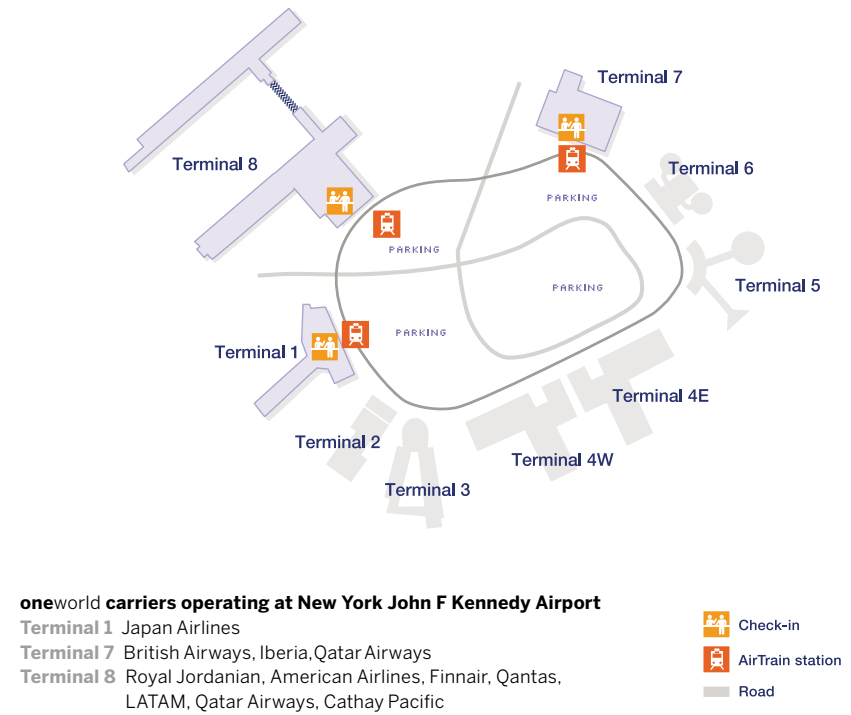 Terminal 7
Terminal 8
Terminal 6
PARKING
PARKING
Terminal 5
PARKING
PARKING
Terminal 1
Terminal 4E
Terminal 2
Terminal 4W
Terminal 3
oneworld carriers operating at New York John F Kennedy Airport
Terminal 1 Japan Airlines
Terminal 7 British Airways, Iberia,Qatar Airways
Terminal 8 Royal Jordanian, American Airlines, Finnair, Qantas,
LATAM, Qatar Airways, Cathay Pacific
Check-in
AirTrain station
Road